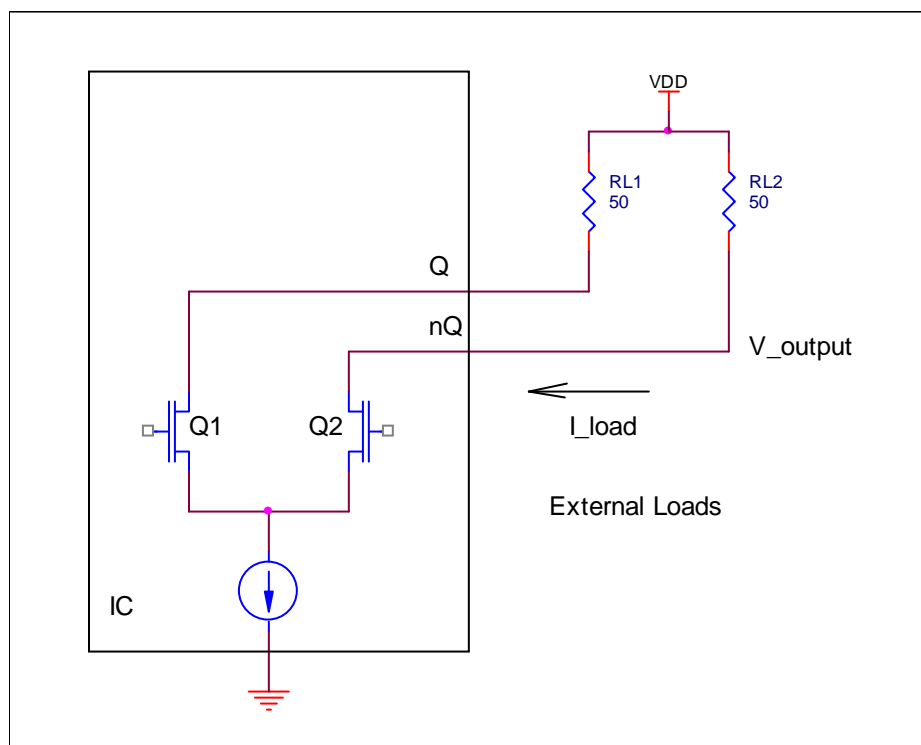 VDD
RL1
50
RL2
50
Q
nQ
V_output
Q1
Q2
I_load
External Loads
IC